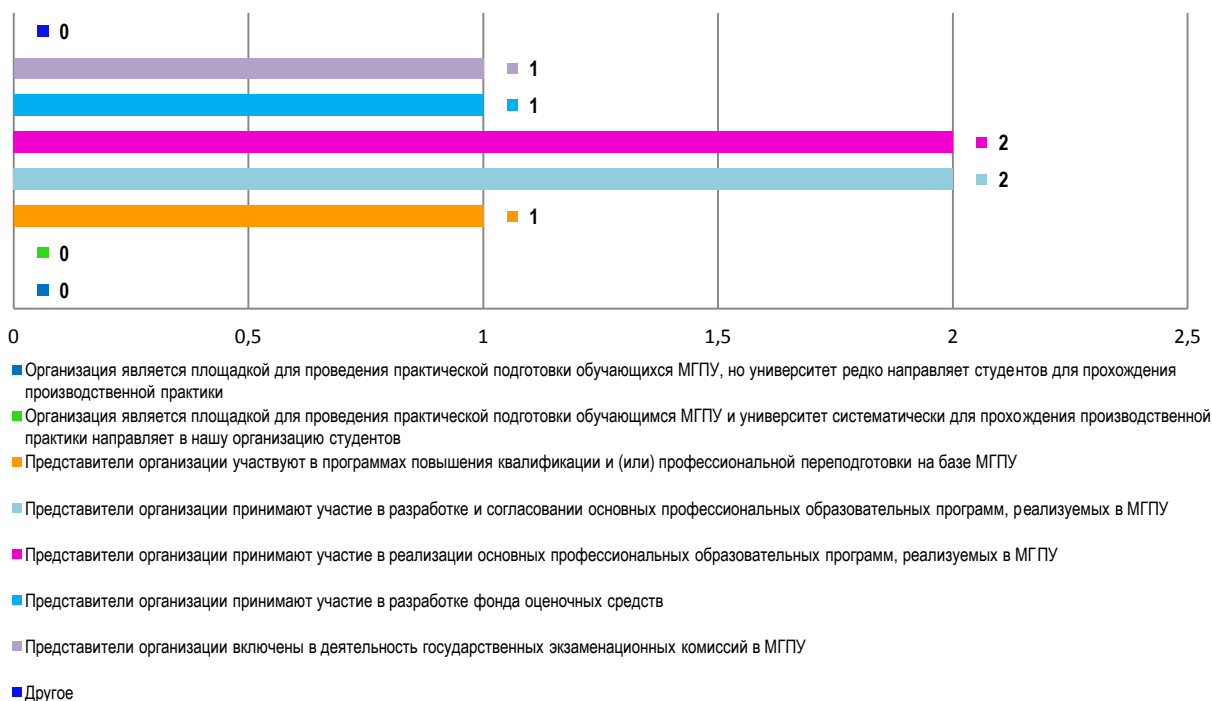 0
1
1
2
2
1
0
0
0 0,5 1 1,5 2 2,5
Организация является площадкой для проведения практической подготовки обучающихся МГПУ, но университет редко направляет студентов для прохождения
производственной практики
Организация является площадкой для проведения практической подготовки обучающимся МГПУ и университет систематически для прохождения производственной
практики направляет в нашу организацию студентов
Представители организации участвуют в программах повышения квалификации и (или) профессиональной переподготовки на базе МГПУ
Представители организации принимают участие в разработке и согласовании основных профессиональных образовательных программ, реализуемых в МГПУ
Представители организации принимают участие в реализации основных профессиональных образовательных программ, реализуемых в МГПУ
Представители организации принимают участие в разработке фонда оценочных средств
Представители организации включены в деятельность государственных экзаменационных комиссий в МГПУ
Другое